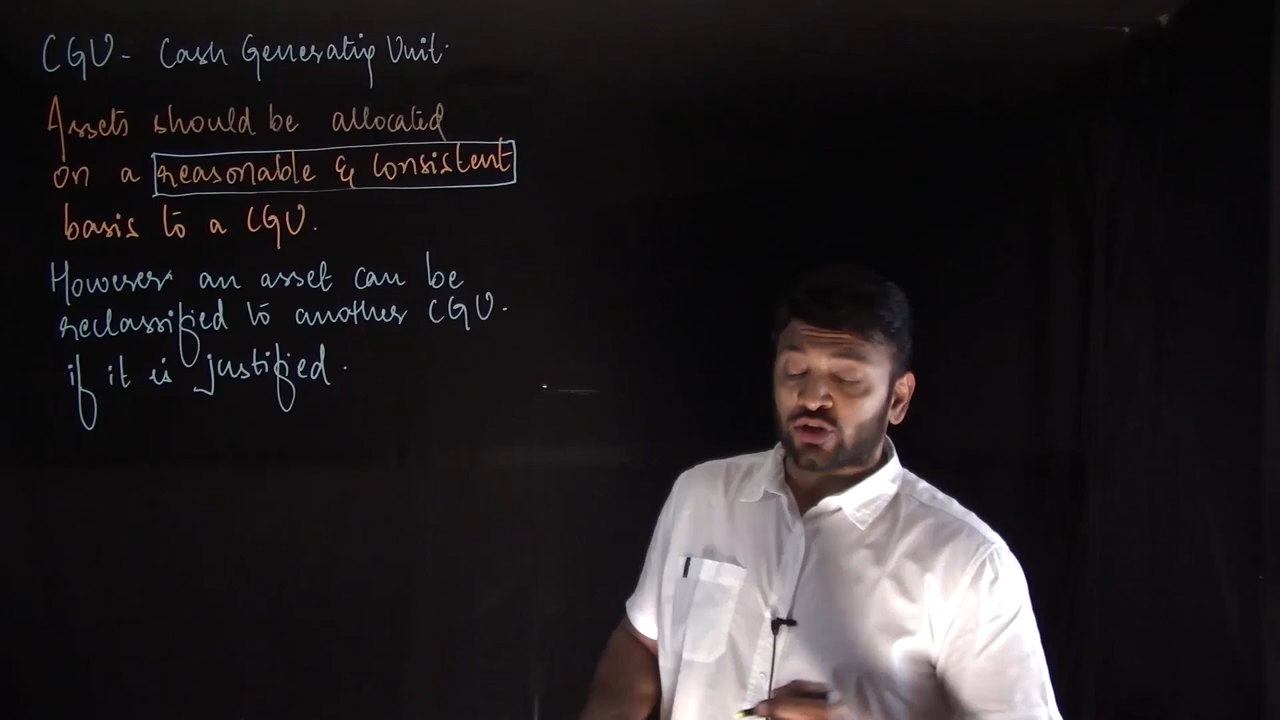 CGU - Cash Generating Unit.
Assets should be allocated
on a reasonable & consistent
basis to a CGU.
However an asset can be
reclassified to another CGU.
if it is justified.